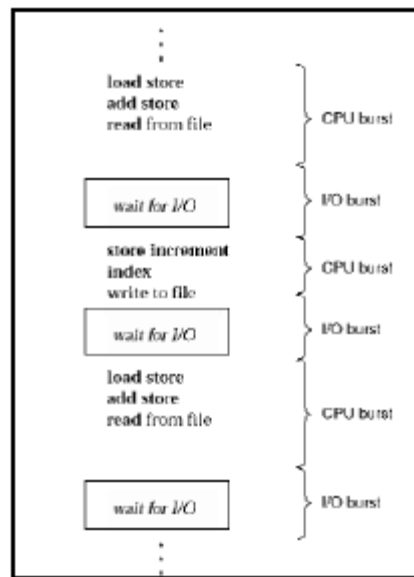 load store
add store
read from file
CPU burst
wait for I/O
I/O burst
store increment
index
write to file
CPU burst
wait for I/O
I/O burst
load store
add store
read from file
CPU burst
wait for I/O
I/O burst